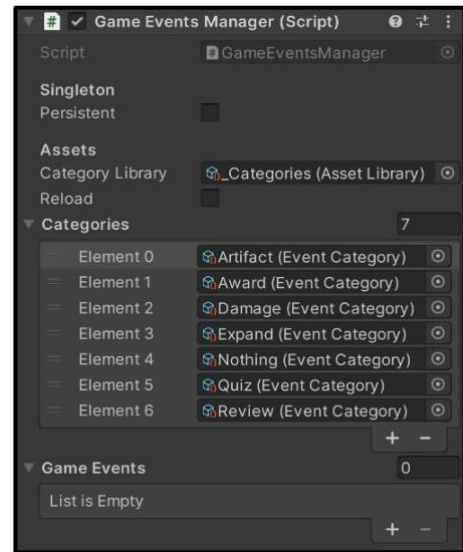 # Game Events Manager (Script)
Script # GameEventsManager
Singleton
Persistent
Assets
Category Library _Categories (Asset Library)
Reload
Categories 7
Element 0 Artifact (Event Category)
Element 1 Award (Event Category)
Element 2 Damage (Event Category)
Element 3 Expand (Event Category)
Element 4 Nothing (Event Category)
Element 5 Quiz (Event Category)
Element 6 Review (Event Category)
+ −
Game Events 0
List is Empty
+ −